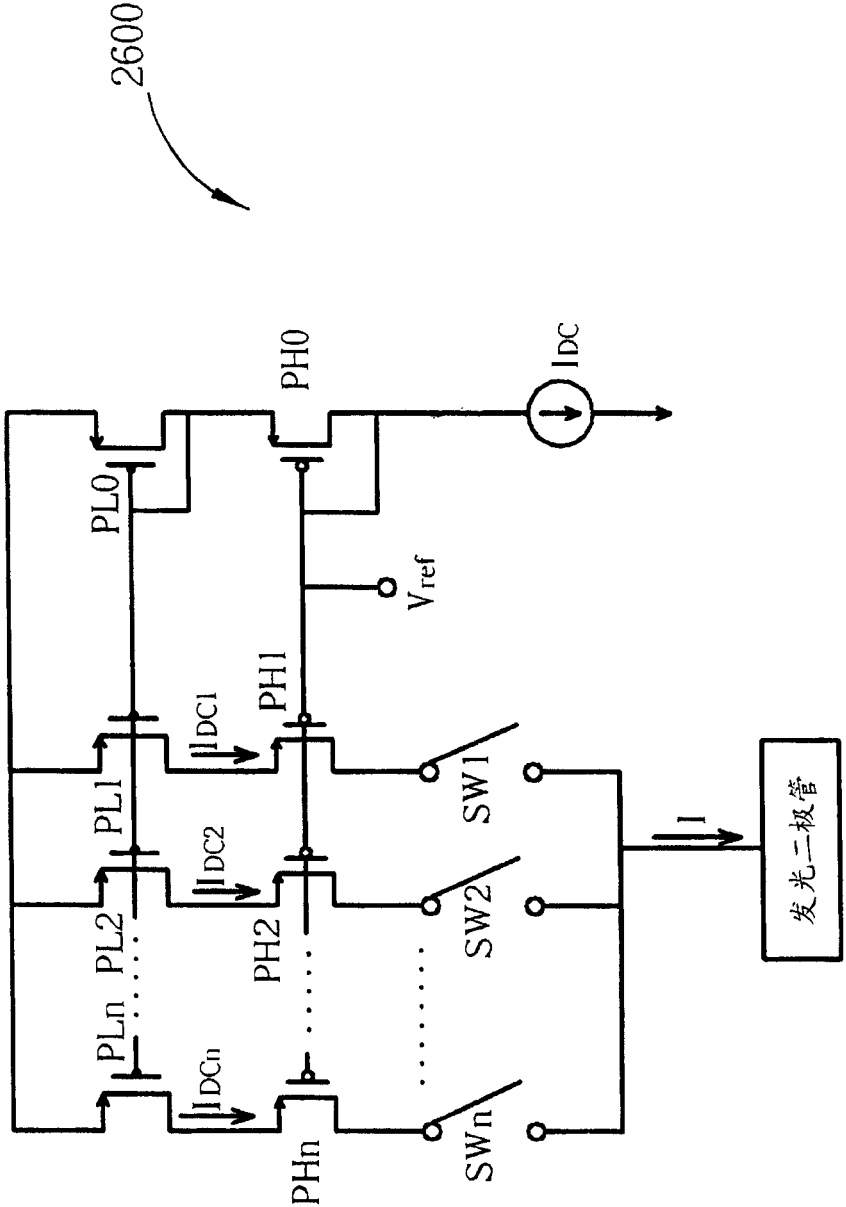 2600
PL0
PH0
IDC
Vref
PL1
IDC1
PH1
SW1
PL2
IDC2
PH2
SW2
PLn
IDCn
PHn
SWn
I
发光二极管